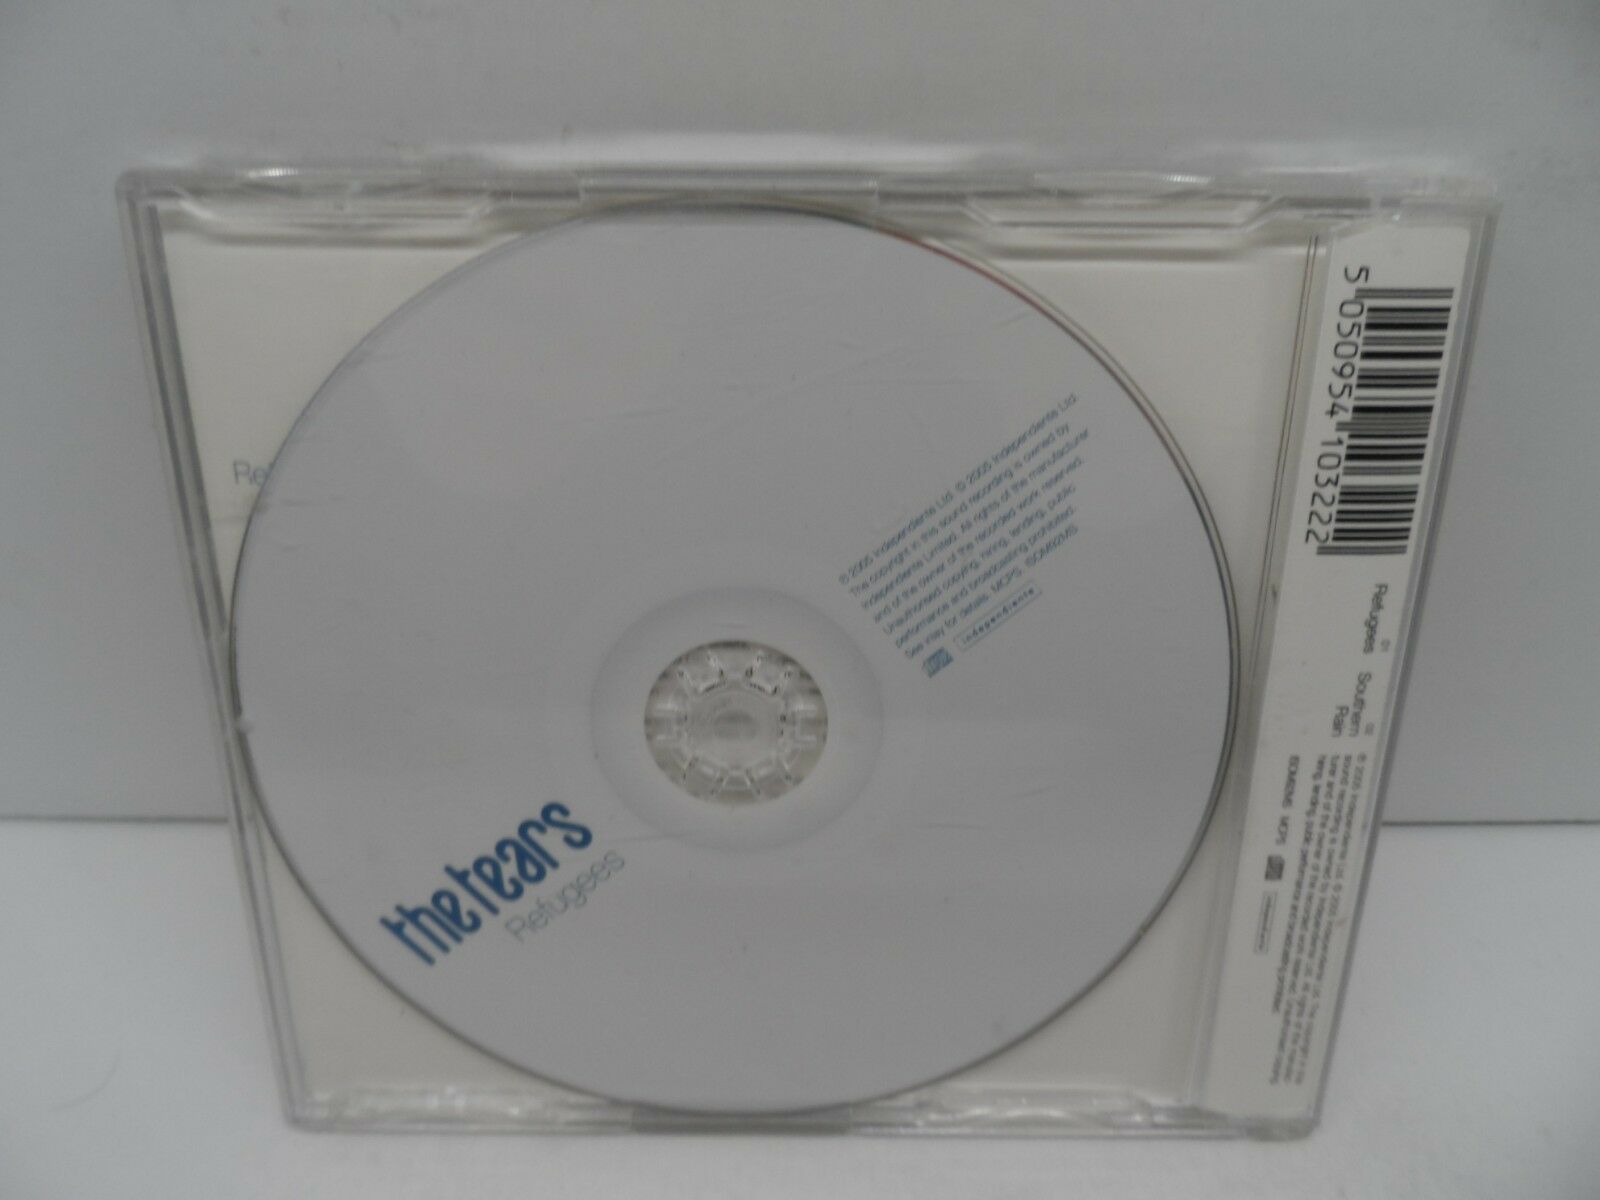 Re
℗ 2005 Independiente Ltd. © 2005 Independiente Ltd.
The copyright in this sound recording is owned by
Independiente Limited. All rights of the manufacturer
and of the owner of the recorded work reserved.
Unauthorised copying, hiring, lending, public
performance and broadcasting prohibited.
See inlay for details. MCPS ISOM92MS
independiente
the tears
Refugees
5 050954 103222
01
Refugees
02
Southern
Rain
ISOM92MS MCPS